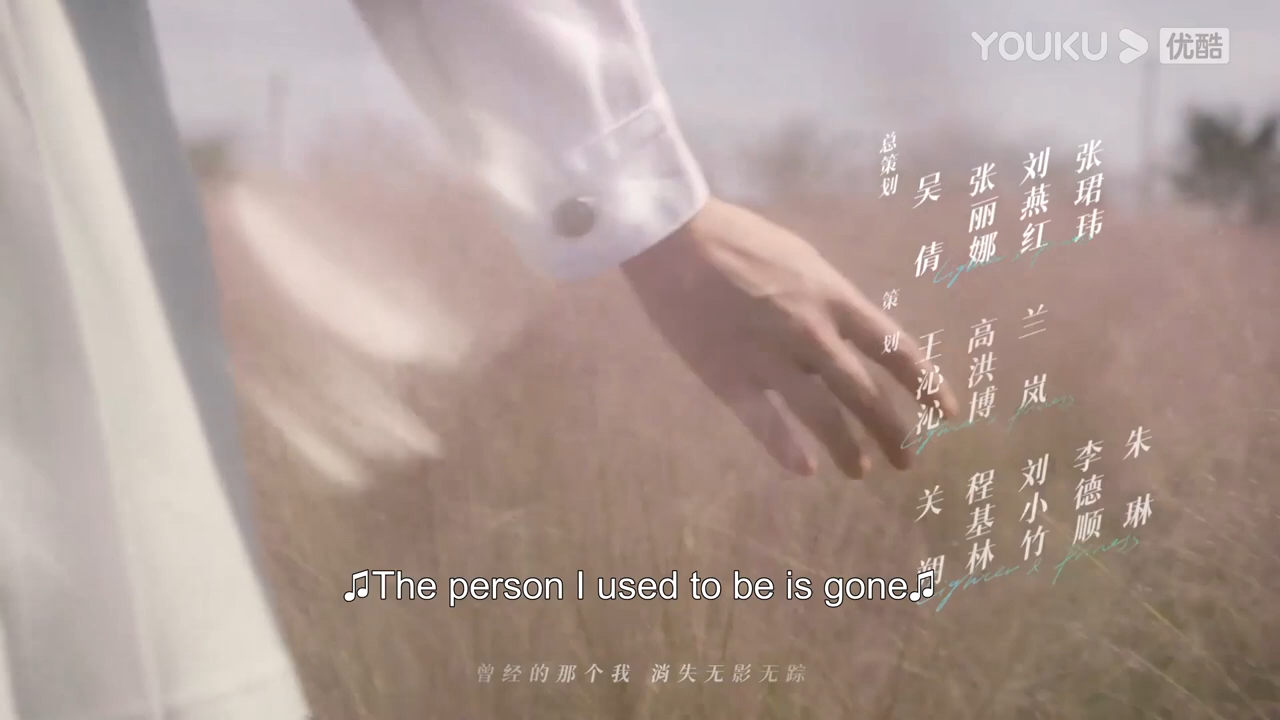 YOUKU 优酷
总策划
吴倩
张丽娜
刘燕红
张珺玮
策划
王沁沁
高洪博
兰岚
关朔
程基林
刘小竹
李德顺
朱琳
♫The person I used to be is gone♫
曾经的那个我 消失无影无踪